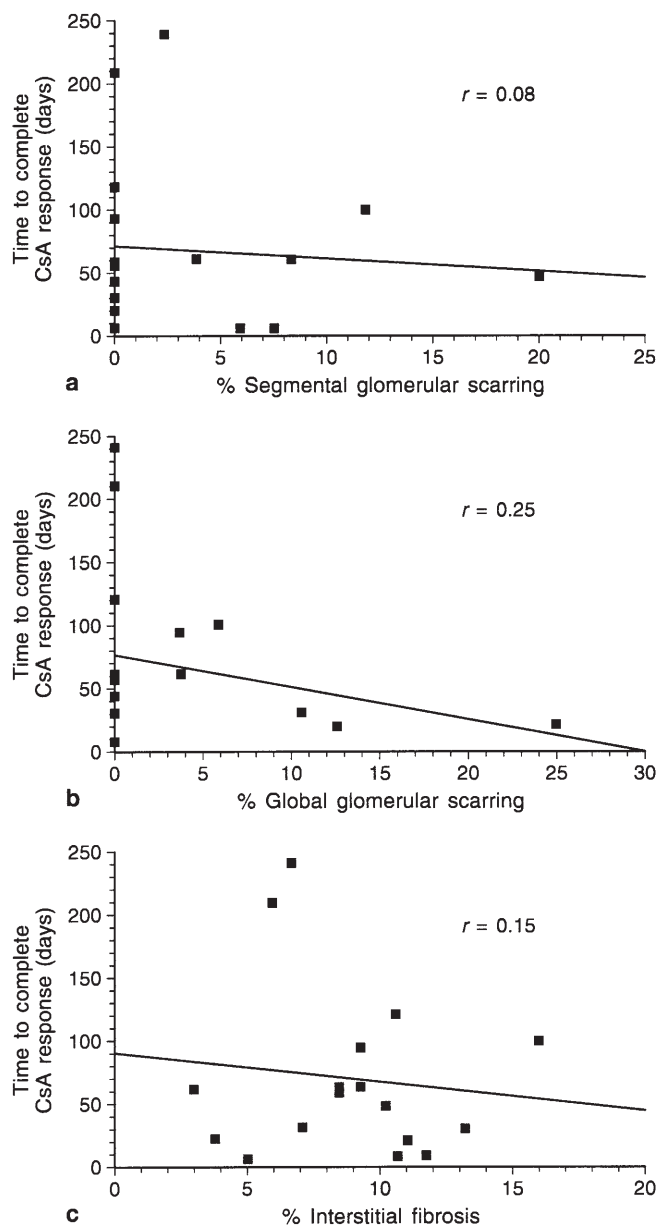 250
200
150
100
50
0
Time to complete
CsA response (days)
r = 0.08
0 5 10 15 20 25
a % Segmental glomerular scarring
250
200
150
100
50
0
Time to complete
CsA response (days)
r = 0.25
0 5 10 15 20 25 30
b % Global glomerular scarring
250
200
150
100
50
0
Time to complete
CsA response (days)
r = 0.15
0 5 10 15 20
c % Interstitial fibrosis